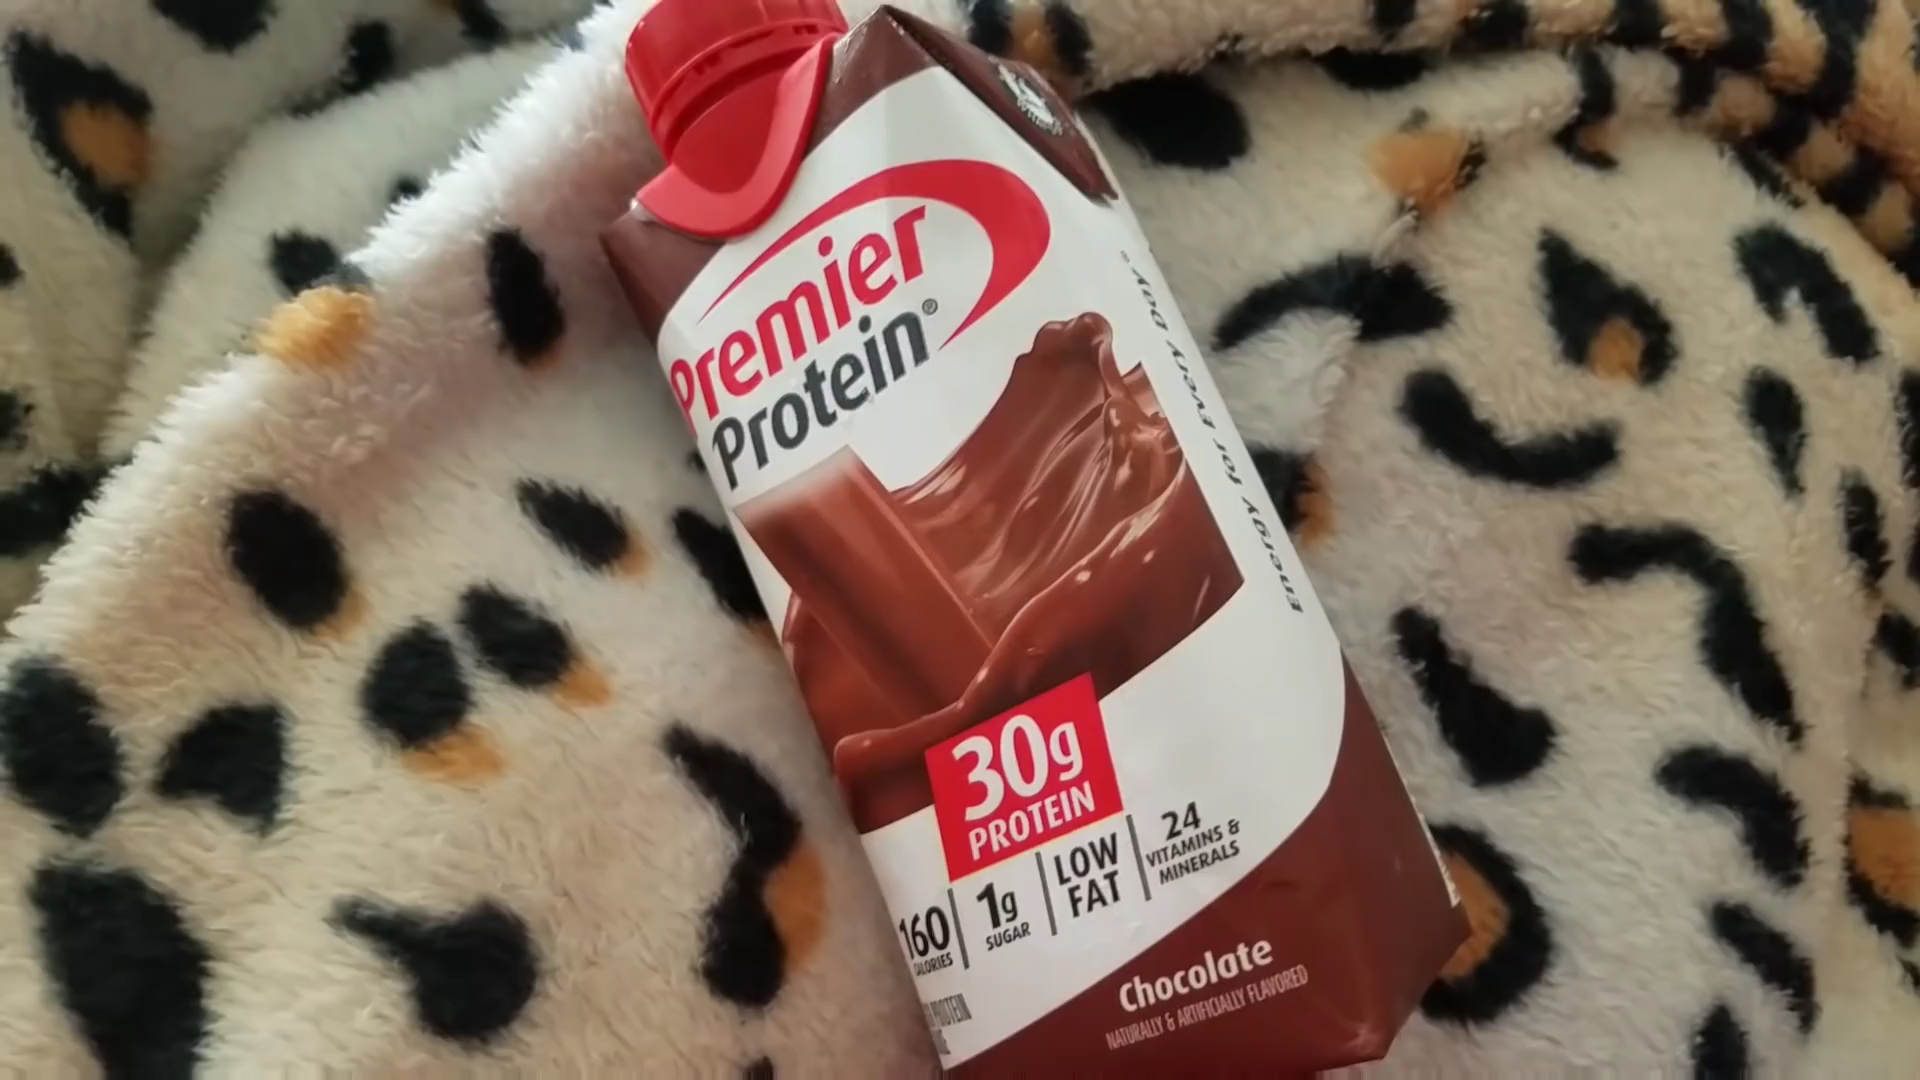 Premier
Protein®
Energy for Every Day®
30g
PROTEIN
160
CALORIES
1g
SUGAR
LOW
FAT
24
VITAMINS &
MINERALS
PROTEIN
Chocolate
NATURALLY & ARTIFICIALLY FLAVORED